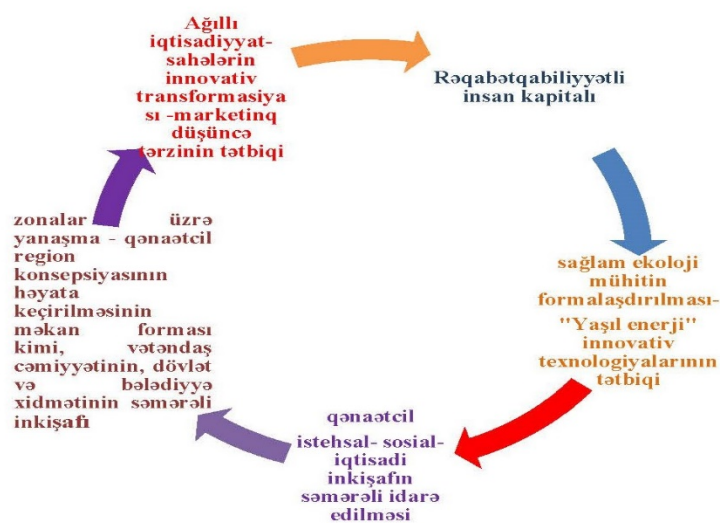 Ağıllı
iqtisadiyyat-
sahələrin
innovativ
transformasiya
sı -marketinq
düşüncə
tərzinin tətbiqi
Rəqabətqabiliyyətli
insan kapitalı
sağlam ekoloji
mühitin
formalaşdırılması-
"Yaşıl enerji"
innovativ
texnologiyalarının
tətbiqi
qənaətcil
istehsal- sosial-
iqtisadi
inkişafın
səmərəli idarə
edilməsi
zonalar üzrə
yanaşma - qənaətcil
region
konsepsiyasının
həyata
keçirilməsinin
məkan forması
kimi, vətəndaş
cəmiyyətinin, dövlət
və bələdiyyə
xidmətinin səmərəli
inkişafı